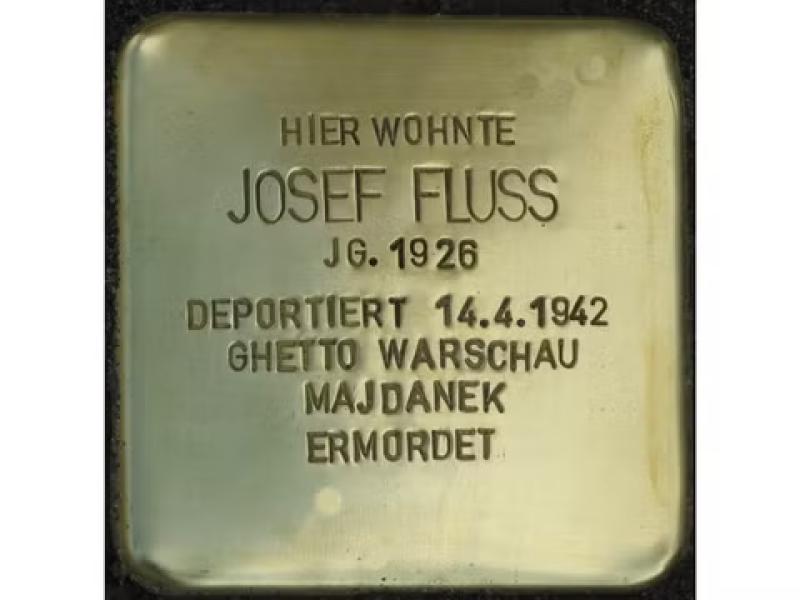 HIER WOHNTE
JOSEF FLUSS
JG. 1926
DEPORTIERT 14.4.1942
GHETTO WARSCHAU
MAJDANEK
ERMORDET